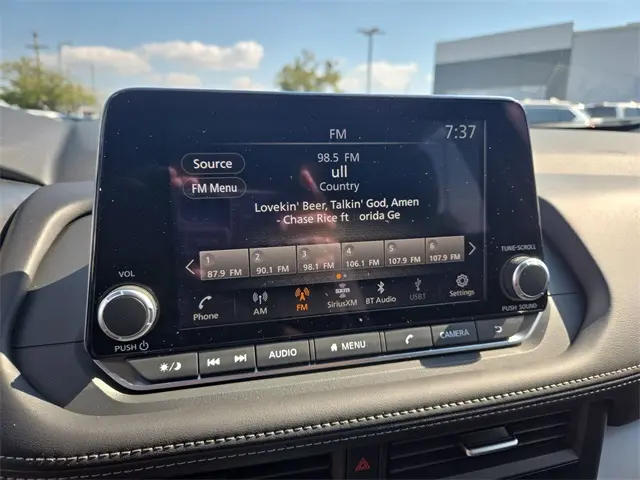 FM
7:37
Source
98.5 FM
ull
FM Menu
Country
Lovekin' Beer, Talkin' God, Amen
- Chase Rice ft orida Ge
1
87.9 FM
2
90.1 FM
3
98.1 FM
4
106.1 FM
5
107.9 FM
6
107.9 FM
Phone
AM
FM
SiriusXM
BT Audio
USB1
Settings
VOL
PUSH
TUNE·SCROLL
PUSH SOUND
AUDIO
MENU
CAMERA